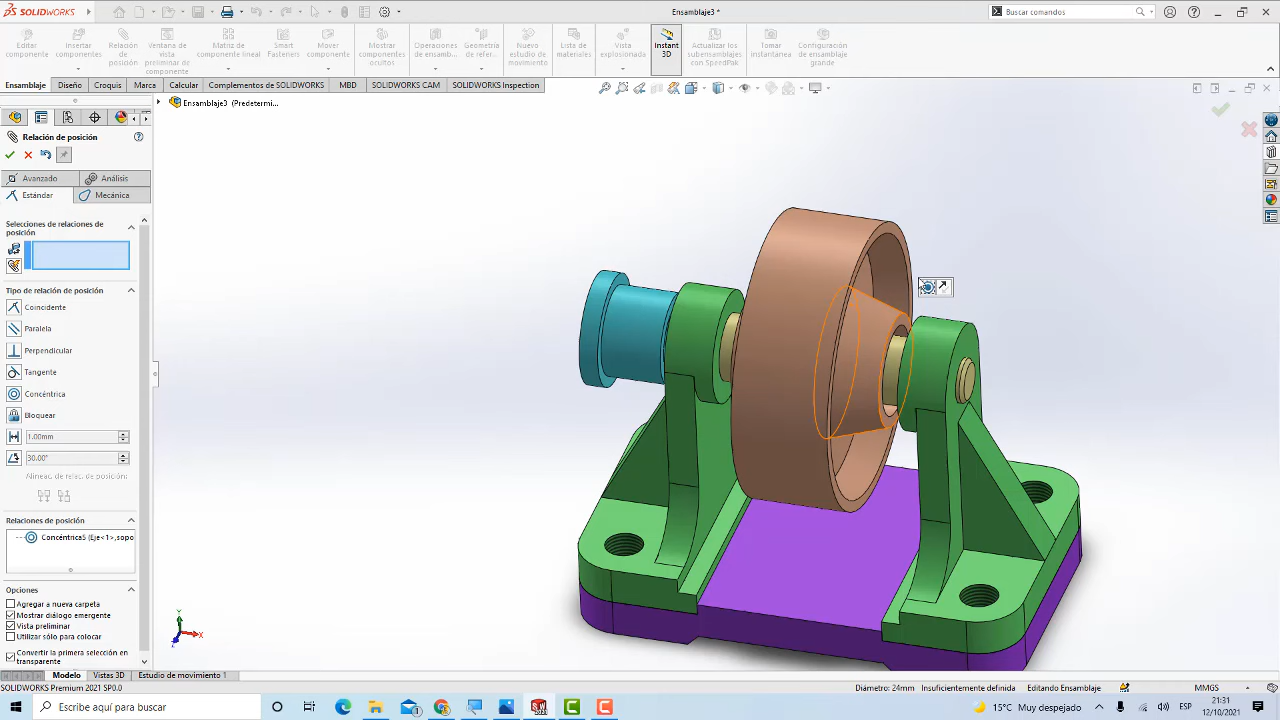 SOLIDWORKS
Ensamblaje3 *
Buscar comandos
Editar componente
Insertar componentes
Relación de posición
Ventana de vista preliminar de componente
Matriz de componente lineal
Smart Fasteners
Mover componente
Mostrar componentes ocultos
Operaciones de ensamb...
Geometría de refer...
Nuevo estudio de movimiento
Lista de materiales
Vista explosionada
Instant 3D
Actualizar los subensamblajes con SpeedPak
Tomar instantánea
Configuración de ensamblaje grande
Ensamblaje
Diseño
Croquis
Marca
Calcular
Complementos de SOLIDWORKS
MBD
SOLIDWORKS CAM
SOLIDWORKS Inspection
Ensamblaje3 (Predetermi...
Relación de posición
Avanzado
Análisis
Estándar
Mecánica
Selecciones de relaciones de
posición
Tipo de relación de posición
Coincidente
Paralela
Perpendicular
Tangente
Concéntrica
Bloquear
1.00mm
30.00°
Alineac. de relac. de posición:
Relaciones de posición
Concéntrica5 (Eje<1>,sopo
Opciones
Agregar a nueva carpeta
Mostrar diálogo emergente
Vista preliminar
Utilizar sólo para colocar
Convertir la primera selección en
transparente
Y
X
Z
Modelo
Vistas 3D
Estudio de movimiento 1
SOLIDWORKS Premium 2021 SP0.0
Diámetro: 24mm
Insuficientemente definida
Editando Ensamblaje
MMGS
Escribe aquí para buscar
15°C Muy despejado
ESP
21:31
12/10/2021